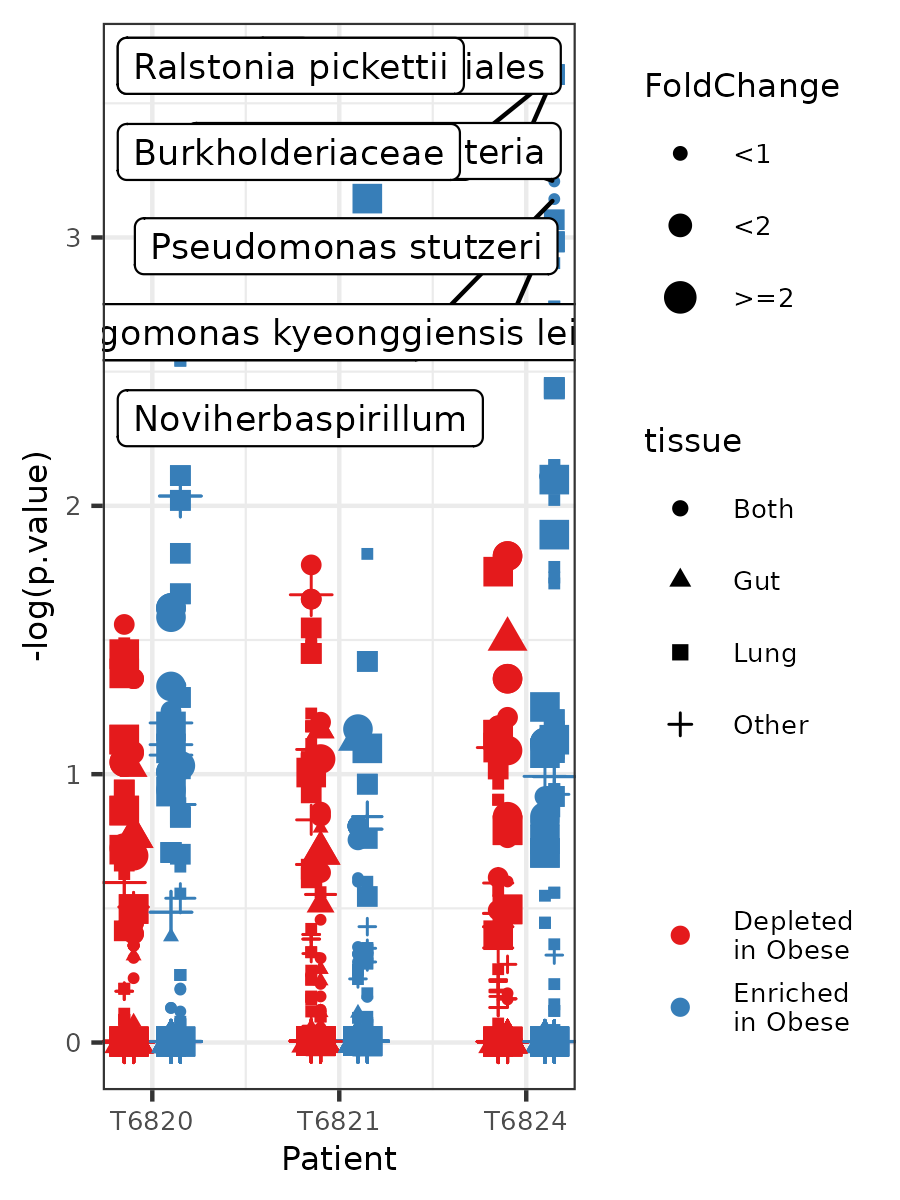 Ralstonia pickettii
iales
Burkholderiaceae
teria
Pseudomonas stutzeri
gomonas kyeonggiensis lei
Noviherbaspirillum
3
2
1
0
-log(p.value)
T6820 T6821 T6824
Patient
FoldChange
<1
<2
>=2
tissue
Both
Gut
Lung
Other
Depleted
in Obese
Enriched
in Obese